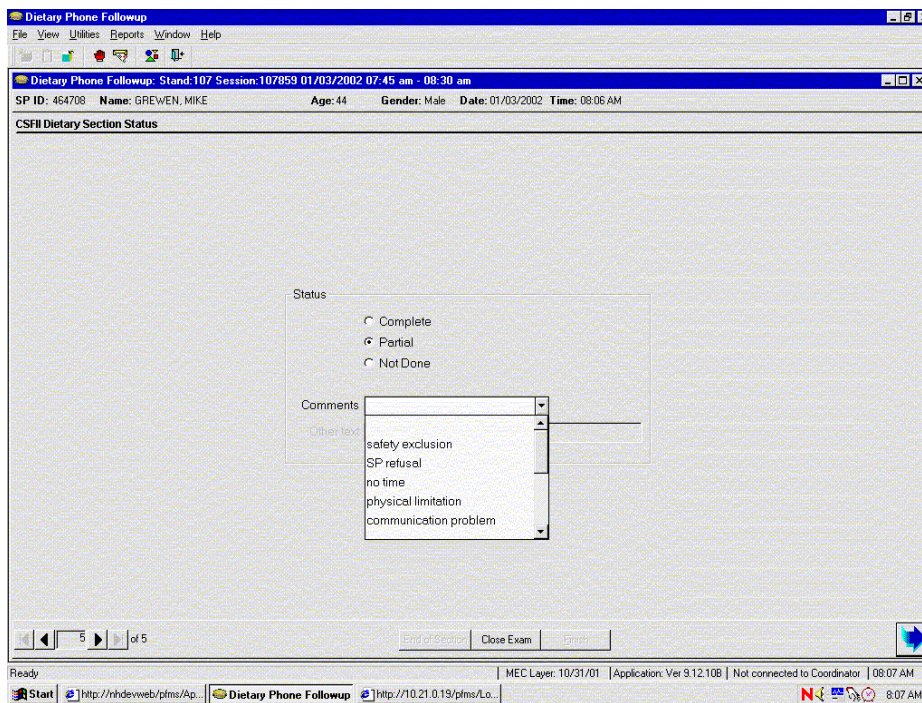 Dietary Phone Followup
File View Utilities Reports Window Help
Dietary Phone Followup: Stand:107 Session:107859 01/03/2002 07:45 am - 08:30 am
SP ID: 464708 Name: GREWEN, MIKE Age: 44 Gender: Male Date: 01/03/2002 Time: 08:06 AM
CSFII Dietary Section Status
Status
Complete
Partial
Not Done
Comments
Other text
safety exclusion
SP refusal
no time
physical limitation
communication problem
5 of 5 End of Section Close Exam Finish
Ready MEC Layer: 10/31/01 Application: Ver 9.12.10B Not connected to Coordinator 08:07 AM
Start http://nhdevweb/pfms/Ap... Dietary Phone Followup http://10.21.0.19/pfms/Lo... N 8:07 AM